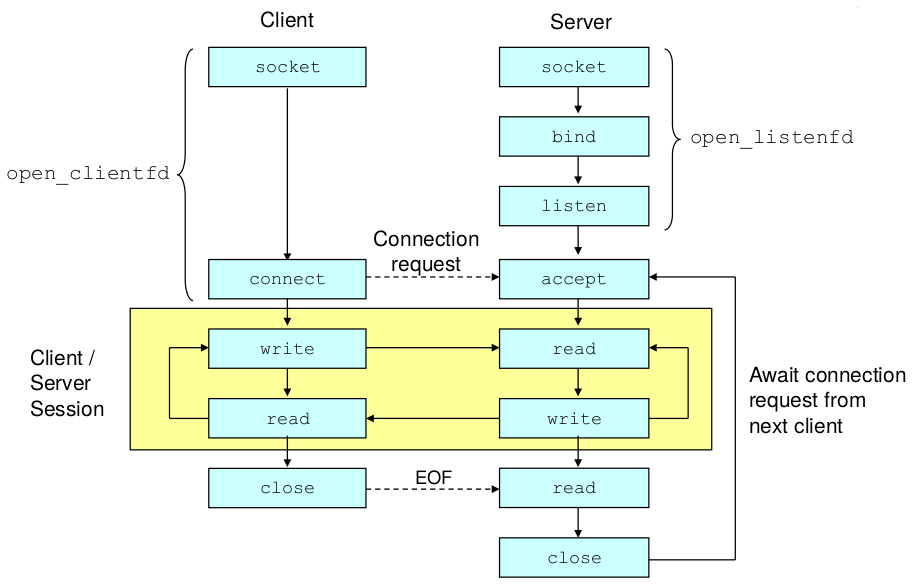 Client
Server
socket
socket
bind
open_listenfd
open_clientfd
listen
Connection
request
connect
accept
Client /
Server
Session
write
read
read
write
Await connection
request from
next client
close
EOF
read
close